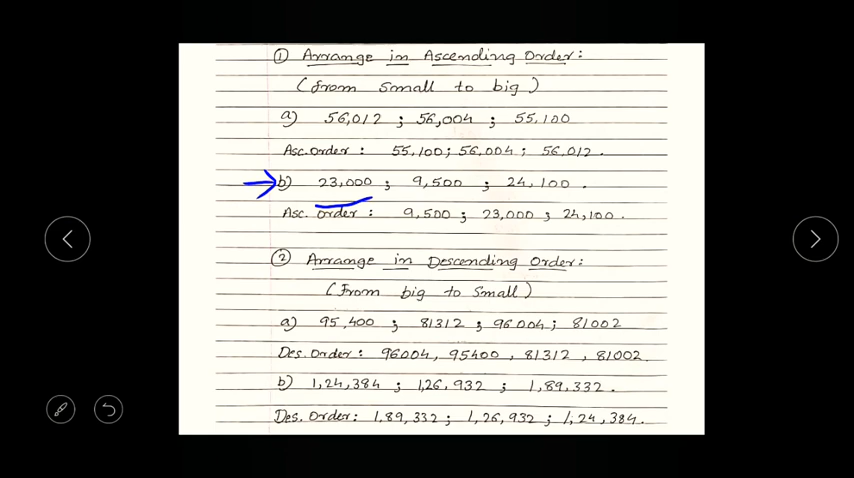 ① Arrange in Ascending Order:
(from small to big)
a) 56,012 ; 56,004 ; 55,100
Asc. order : 55,100; 56,004 ; 56,012.
b) 23,000 ; 9,500 ; 24,100.
Asc. order : 9,500 ; 23,000 ; 24,100.
② Arrange in Descending Order:
(From big to small)
a) 95,400 ; 81312 ; 96004 ; 81002
Des. Order : 96004, 95400 , 81312 , 81002.
b) 1,24,384 ; 1,26,932 ; 1,89,332.
Des. Order : 1,89,332 ; 1,26,932 ; 1,24,384.